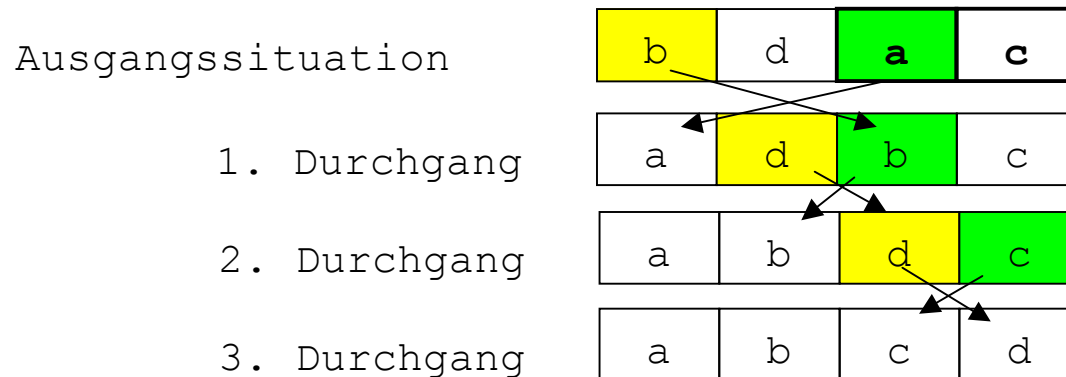 Ausgangssituation b d a c
1. Durchgang a d b c
2. Durchgang a b d c
3. Durchgang a b c d